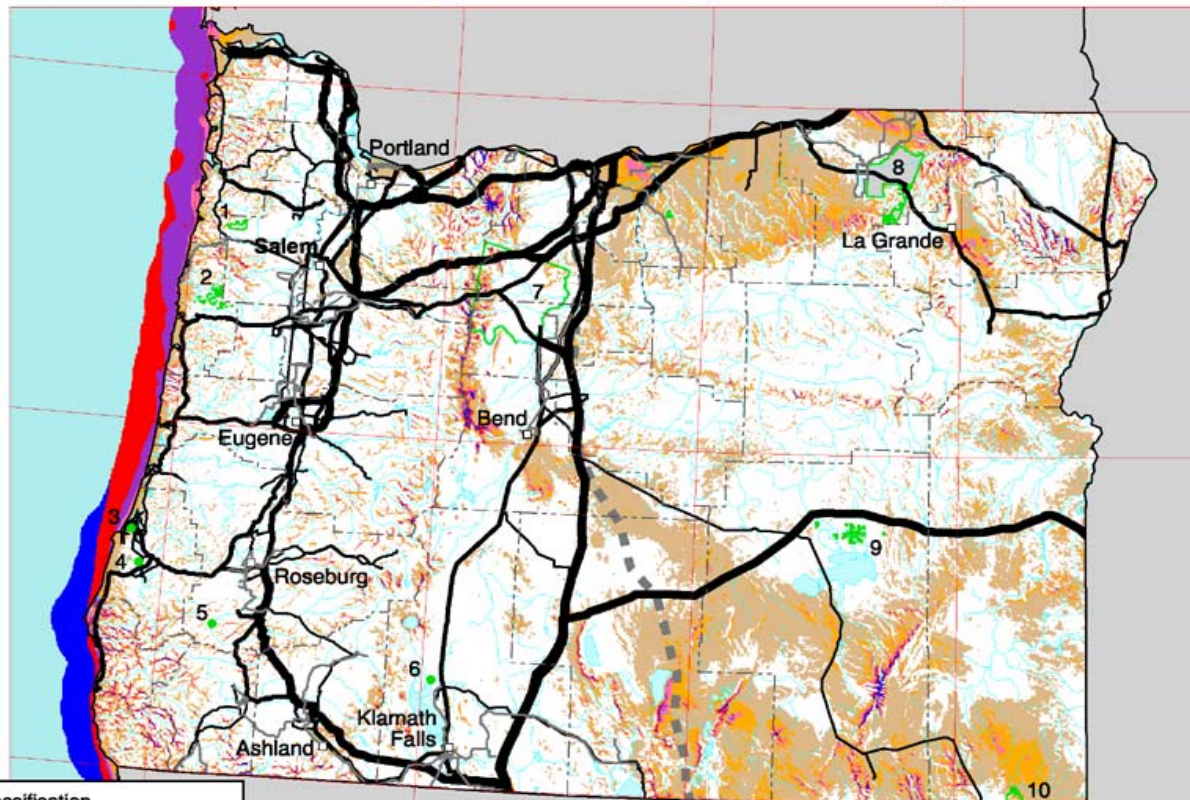 Portland
8
La Grande
Salem
2
7
Bend
Eugene
3
4
9
Roseburg
5
6
Klamath
Falls
Ashland
10